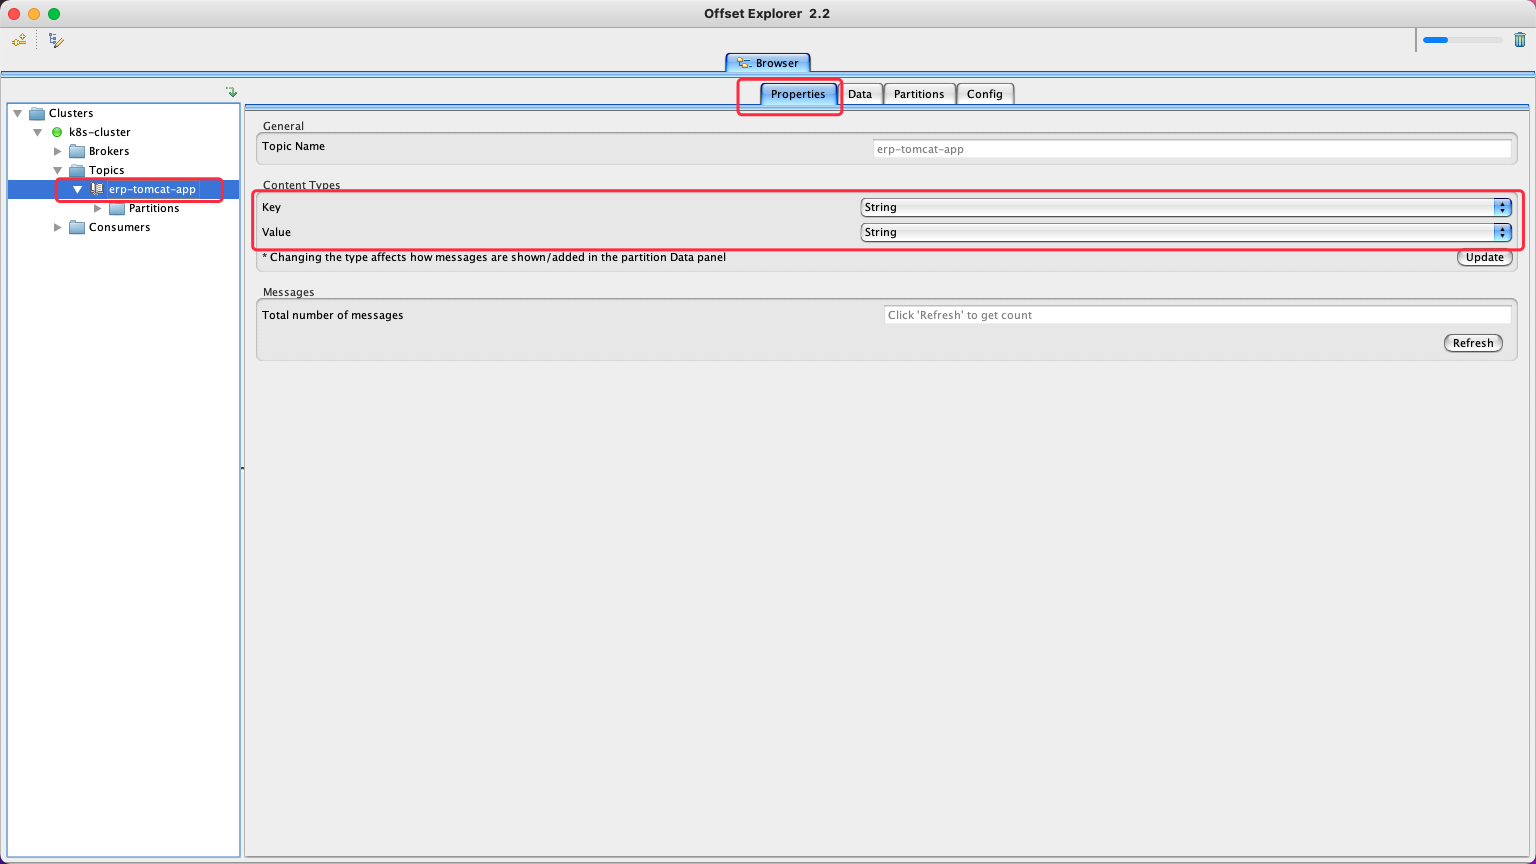 Offset Explorer  2.2
Browser
Clusters
k8s-cluster
Brokers
Topics
erp-tomcat-app
Partitions
Consumers
Properties
Data
Partitions
Config
General
Topic Name
erp-tomcat-app
Content Types
Key
String
Value
String
* Changing the type affects how messages are shown/added in the partition Data panel
Update
Messages
Total number of messages
Click 'Refresh' to get count
Refresh